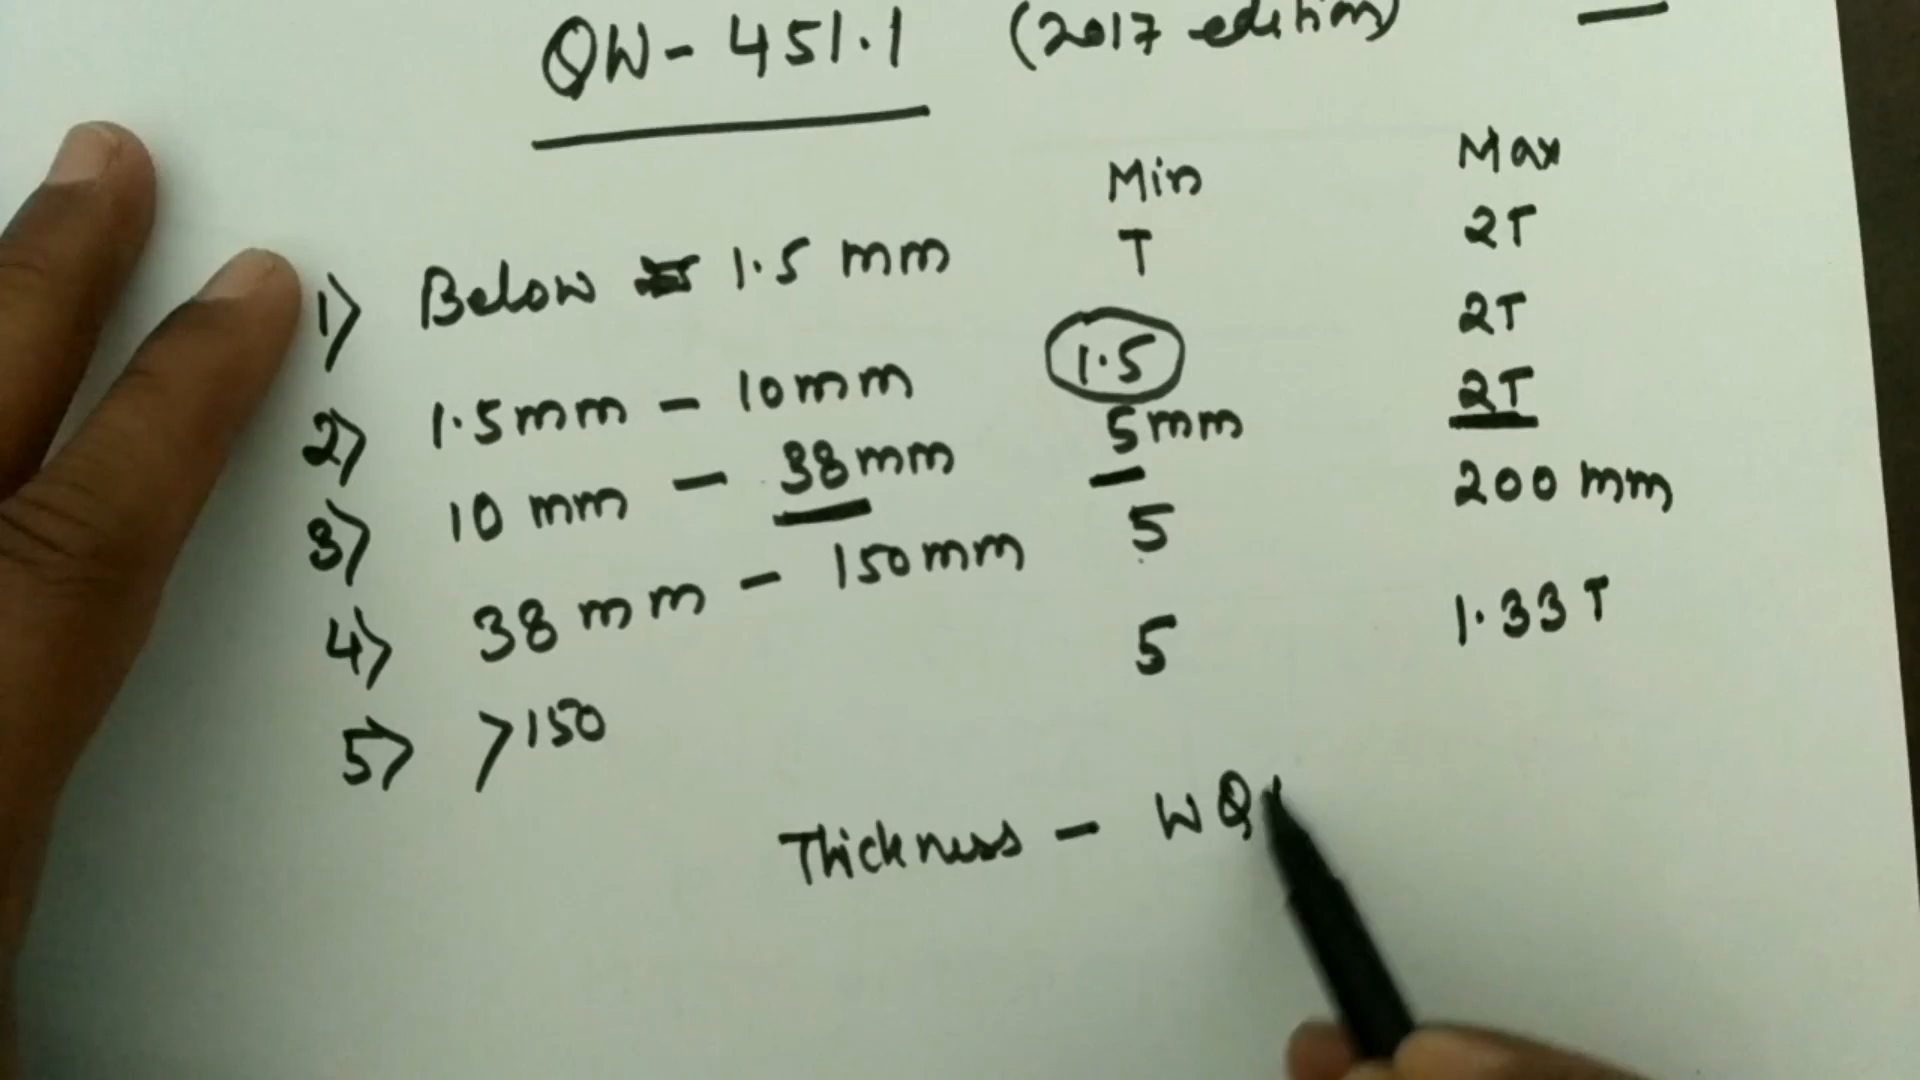 QW - 451.1 (2017 edition)
Min Max
1) Below 1.5 mm T 2T
2) 1.5mm - 10mm 1.5 2T
3) 10 mm - 38mm 5mm 2T
4) 38 mm - 150mm 5 200 mm
5) >150 5 1.33 T
Thickness - WQ